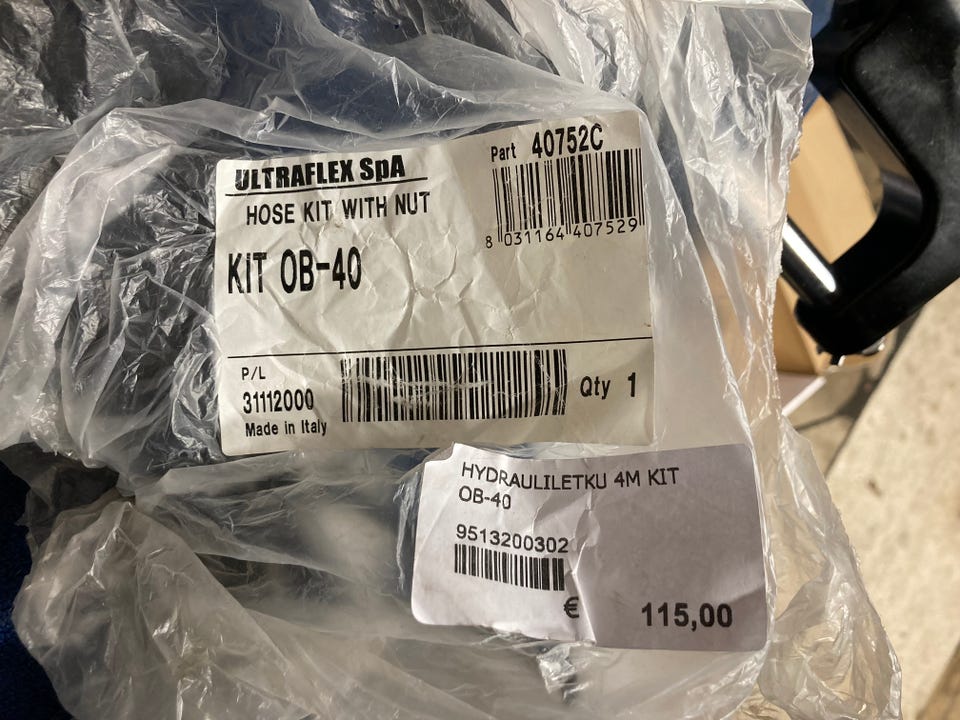 ULTRAFLEX SpA
Part 40752C
HOSE KIT WITH NUT
8 031164 407529
KIT OB-40
P/L
31112000
Made in Italy
Qty 1
HYDRAULILETKU 4M KIT
OB-40
9513200302
€ 115,00